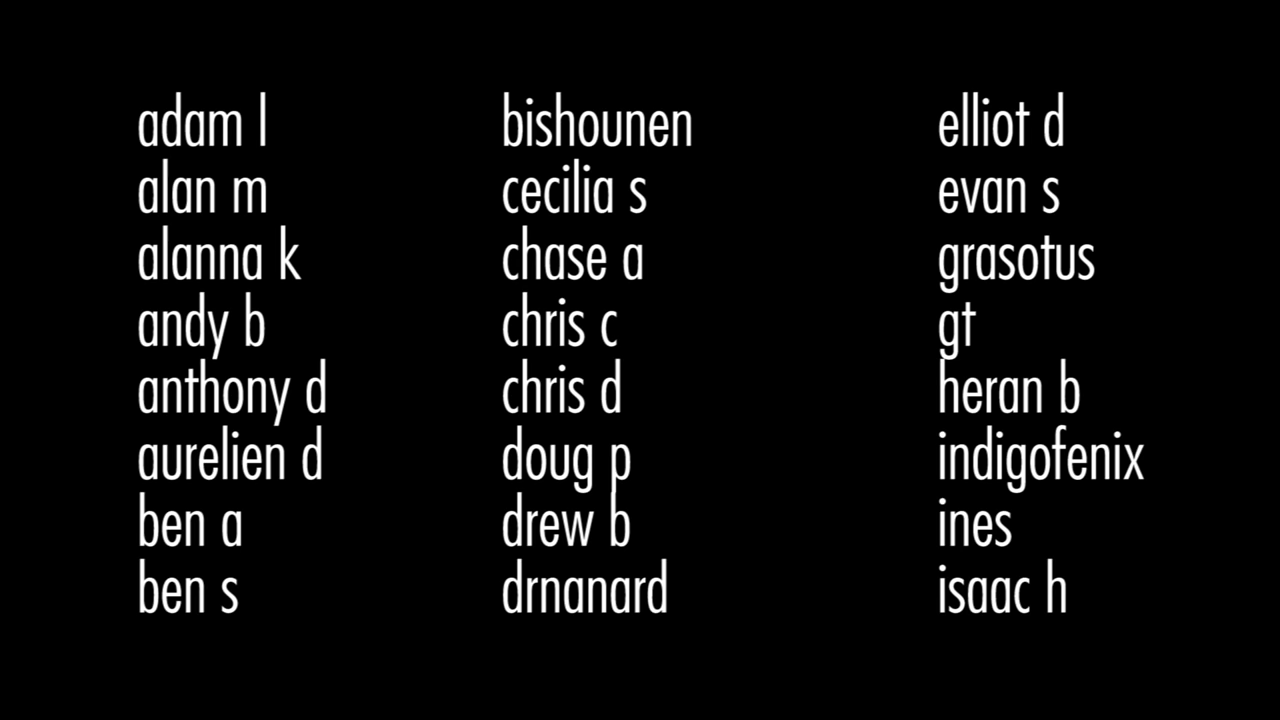 adam l
alan m
alanna k
andy b
anthony d
aurelien d
ben a
ben s
bishounen
cecilia s
chase a
chris c
chris d
doug p
drew b
drnanard
elliot d
evan s
grasotus
gt
heran b
indigofenix
ines
isaac h